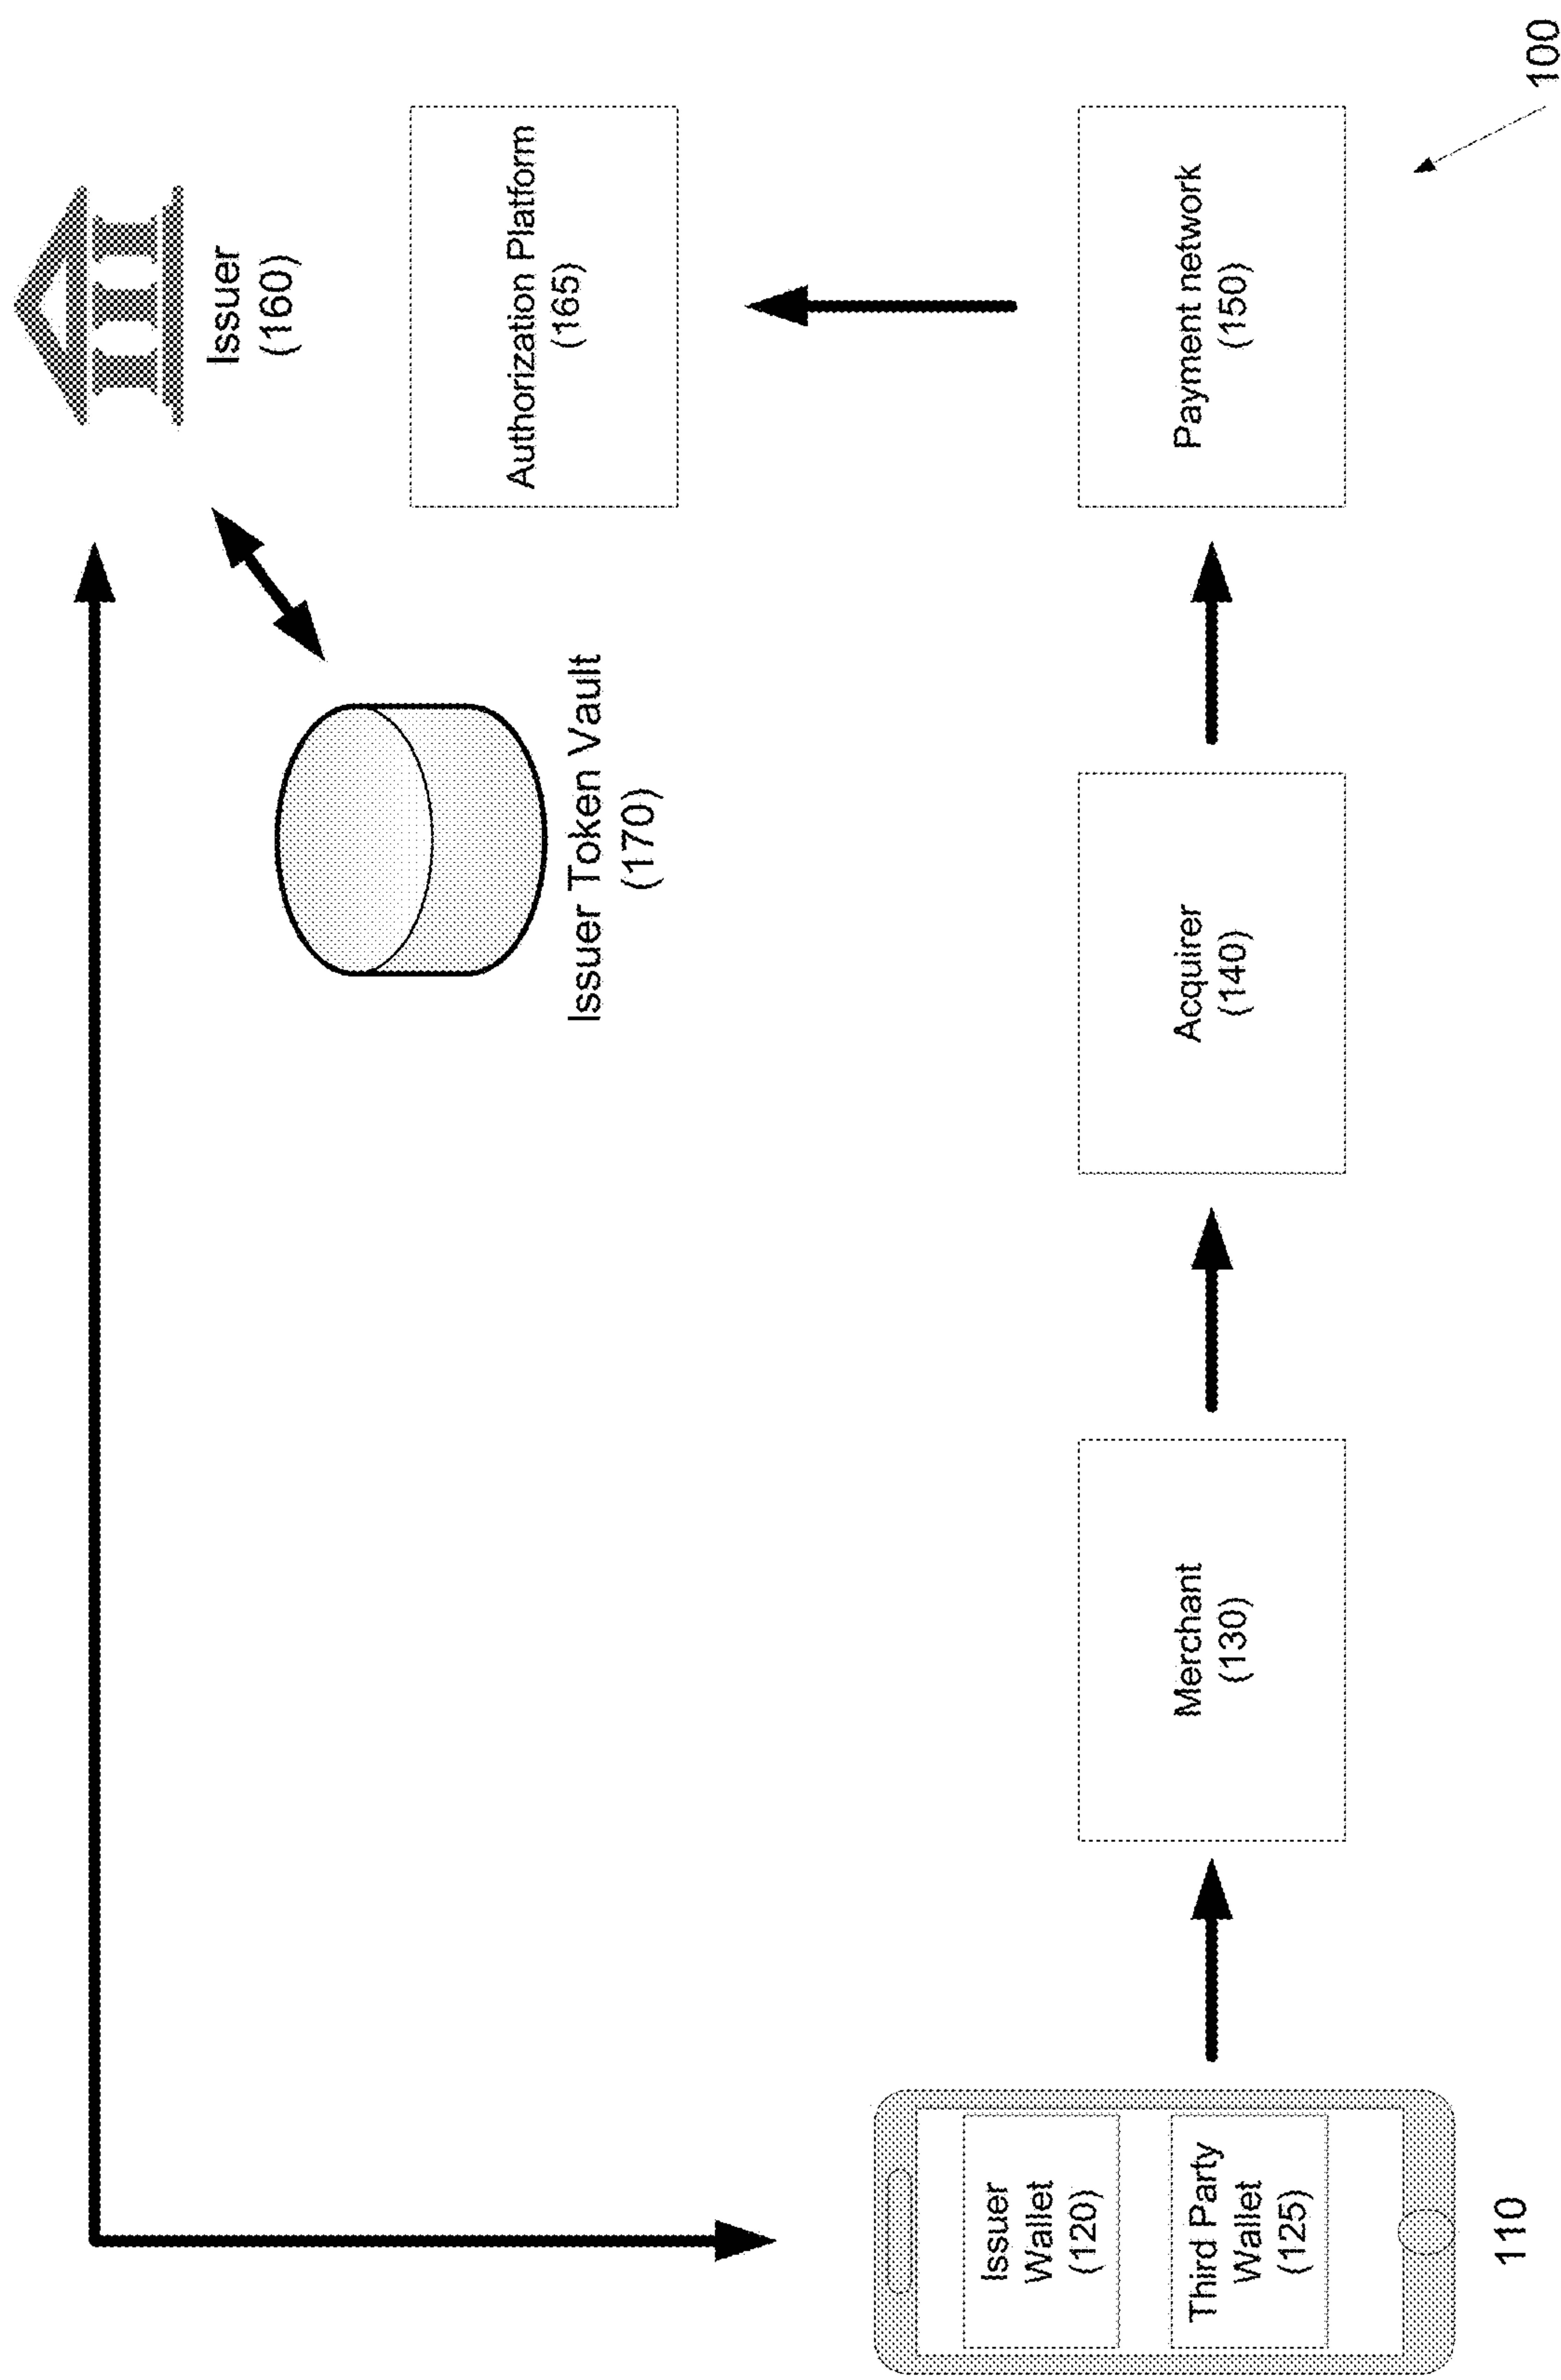 Issuer
(160)
Authorization Platform
(165)
Issuer Token Vault
(170)
Issuer
Wallet
(120)
Third Party
Wallet
(125)
110
Merchant
(130)
Acquirer
(140)
Payment network
(150)
100